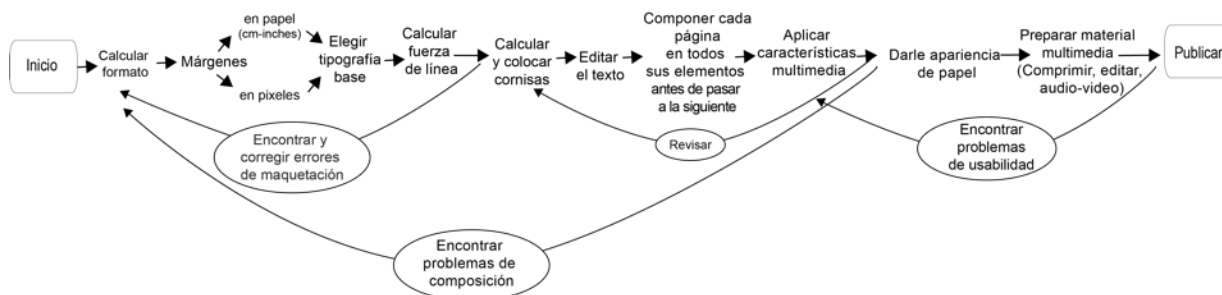 Inicio
Calcular
formato
Márgenes
en papel
(cm-inches)
en pixeles
Elegir
tipografía
base
Calcular
fuerza
de línea
Calcular
y colocar
cornisas
Editar
el texto
Componer cada
página
en todos
sus elementos
antes de pasar
a la siguiente
Aplicar
características
multimedia
Darle apariencia
de papel
Preparar material
multimedia
(Comprimir, editar,
audio-video)
Publicar
Encontrar y
corregir errores
de maquetación
Revisar
Encontrar
problemas
de usabilidad
Encontrar
problemas de
composición